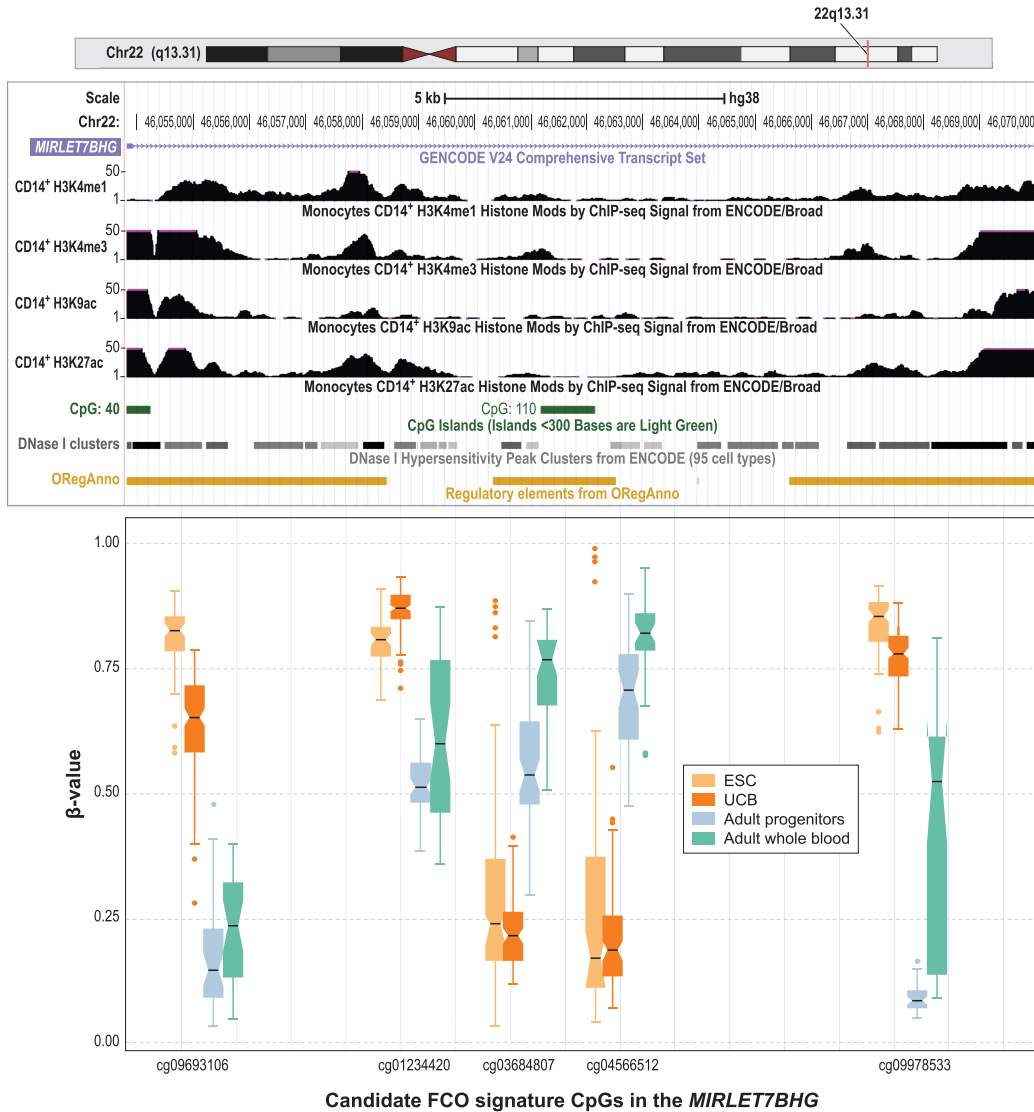 22q13.31
Chr22 (q13.31)
Scale 5 kb hg38
Chr22: 46,055,000 46,056,000 46,057,000 46,058,000 46,059,000 46,060,000 46,061,000 46,062,000 46,063,000 46,064,000 46,065,000 46,066,000 46,067,000 46,068,000 46,069,000 46,070,000
MIRLET7BHG
GENCODE V24 Comprehensive Transcript Set
50
CD14+ H3K4me1
1
Monocytes CD14+ H3K4me1 Histone Mods by ChIP-seq Signal from ENCODE/Broad
50
CD14+ H3K4me3
1
Monocytes CD14+ H3K4me3 Histone Mods by ChIP-seq Signal from ENCODE/Broad
50
CD14+ H3K9ac
1
Monocytes CD14+ H3K9ac Histone Mods by ChIP-seq Signal from ENCODE/Broad
50
CD14+ H3K27ac
1
Monocytes CD14+ H3K27ac Histone Mods by ChIP-seq Signal from ENCODE/Broad
CpG: 40 CpG: 110
CpG Islands (Islands <300 Bases are Light Green)
DNase I clusters
DNase I Hypersensitivity Peak Clusters from ENCODE (95 cell types)
ORegAnno
Regulatory elements from ORegAnno
1.00
0.75
0.50
0.25
0.00
β-value
ESC
UCB
Adult progenitors
Adult whole blood
cg09693106 cg01234420 cg03684807 cg04566512 cg09978533
Candidate FCO signature CpGs in the MIRLET7BHG